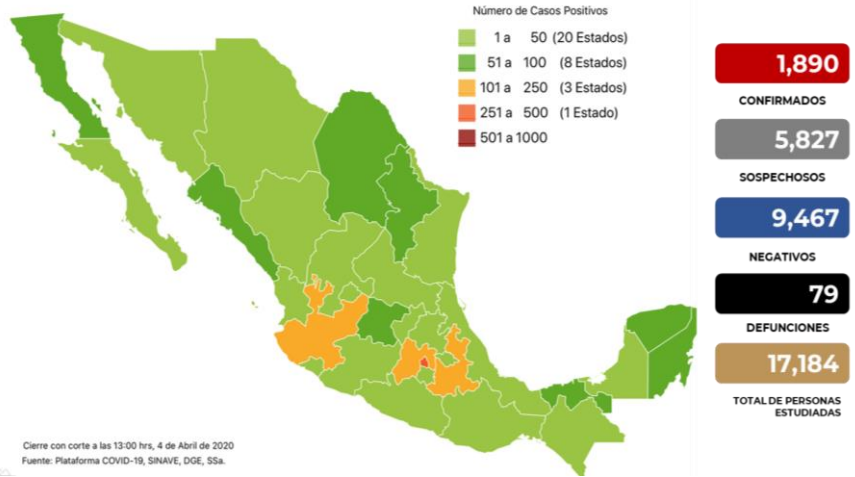 Número de Casos Positivos
1 a 50 (20 Estados)
51 a 100 (8 Estados)
101 a 250 (3 Estados)
251 a 500 (1 Estado)
501 a 1000
1,890
CONFIRMADOS
5,827
SOSPECHOSOS
9,467
NEGATIVOS
79
DEFUNCIONES
17,184
TOTAL DE PERSONAS
ESTUDIADAS
Cierre con corte a las 13:00 hrs, 4 de Abril de 2020
Fuente: Plataforma COVID-19, SINAVE, DGE, SSa.